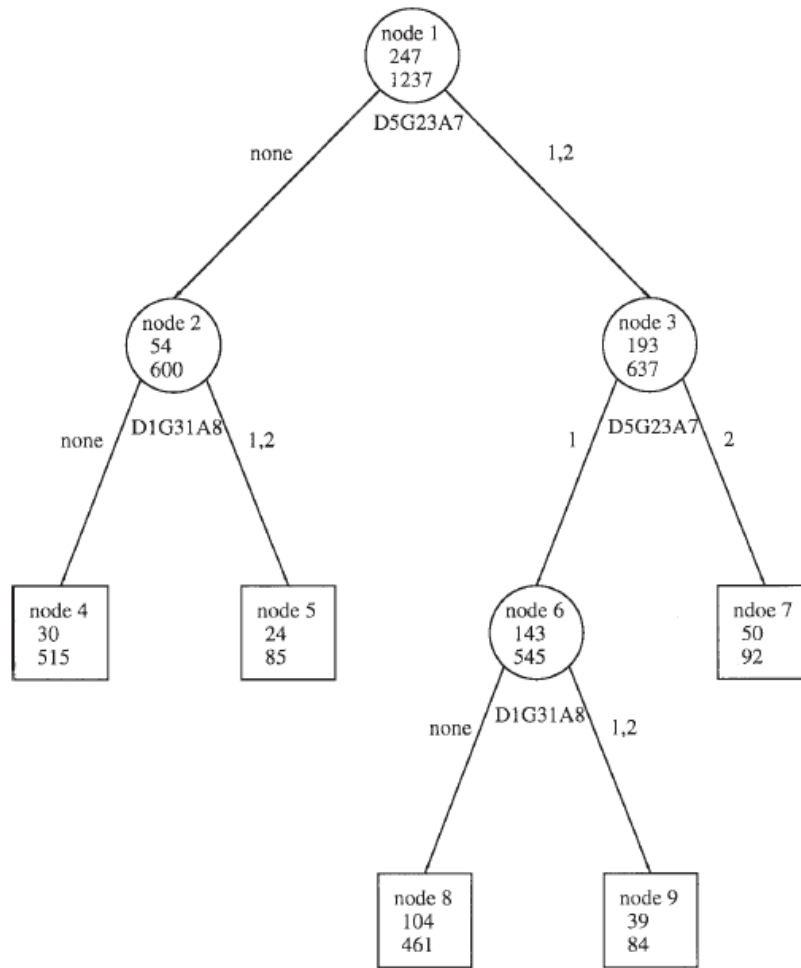 node 1
247
1237
D5G23A7
none
1,2
node 2
54
600
node 3
193
637
D1G31A8
none
1,2
D5G23A7
1
2
node 4
30
515
node 5
24
85
node 6
143
545
ndoe 7
50
92
D1G31A8
none
1,2
node 8
104
461
node 9
39
84